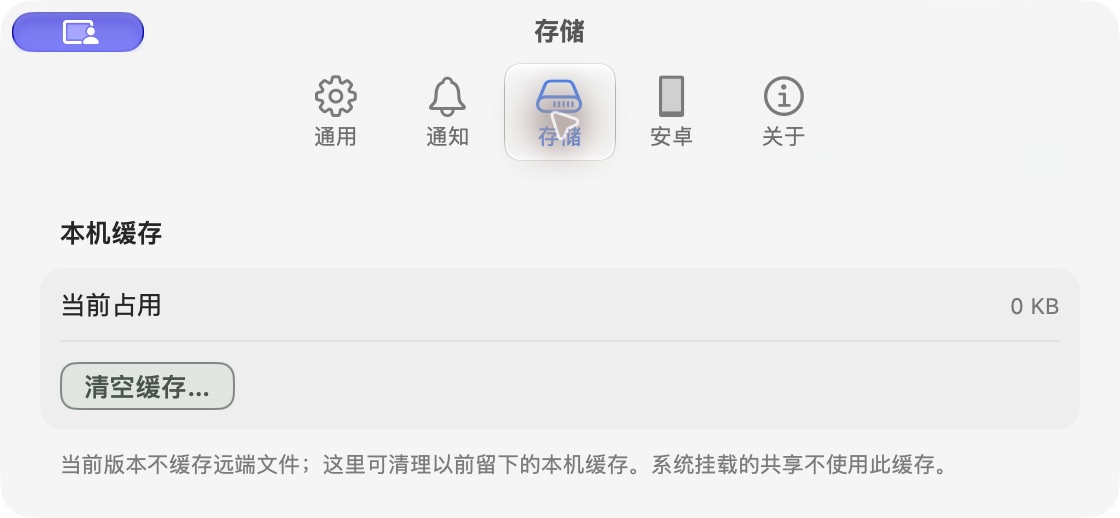 存储
通用 通知 存储 安卓 关于
本机缓存
当前占用 0 KB
清空缓存...
当前版本不缓存远端文件；这里可清理以前留下的本机缓存。系统挂载的共享不使用此缓存。